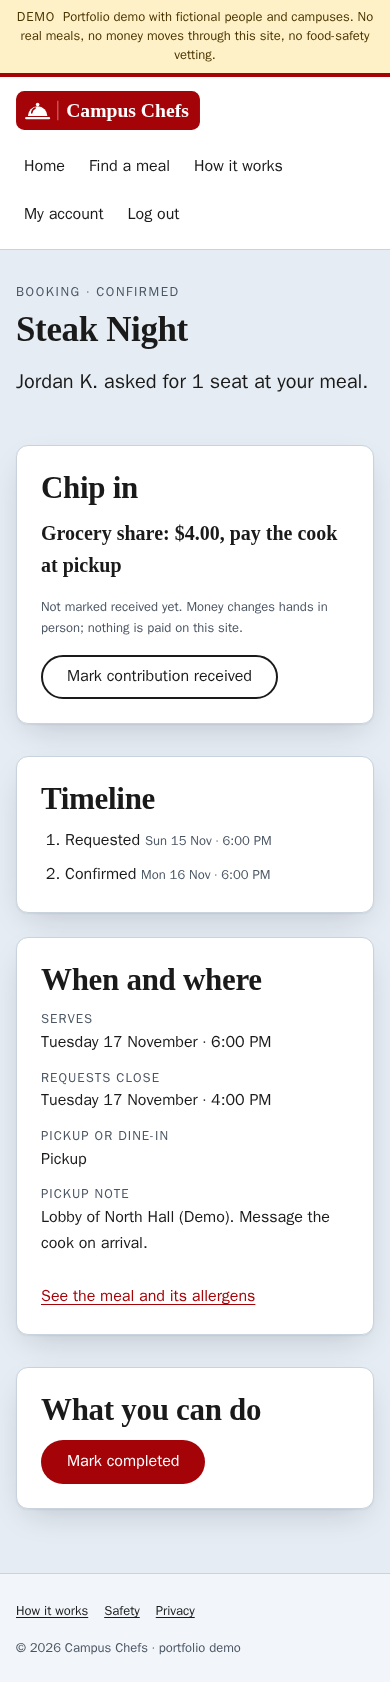 DEMO Portfolio demo with fictional people and campuses. No
real meals, no money moves through this site, no food-safety
vetting.
Campus Chefs
Home Find a meal How it works
My account Log out
BOOKING · CONFIRMED
Steak Night
Jordan K. asked for 1 seat at your meal.
Chip in
Grocery share: $4.00, pay the cook
at pickup
Not marked received yet. Money changes hands in
person; nothing is paid on this site.
Mark contribution received
Timeline
1. Requested Sun 15 Nov · 6:00 PM
2. Confirmed Mon 16 Nov · 6:00 PM
When and where
SERVES
Tuesday 17 November · 6:00 PM
REQUESTS CLOSE
Tuesday 17 November · 4:00 PM
PICKUP OR DINE-IN
Pickup
PICKUP NOTE
Lobby of North Hall (Demo). Message the
cook on arrival.
See the meal and its allergens
What you can do
Mark completed
How it works Safety Privacy
© 2026 Campus Chefs · portfolio demo